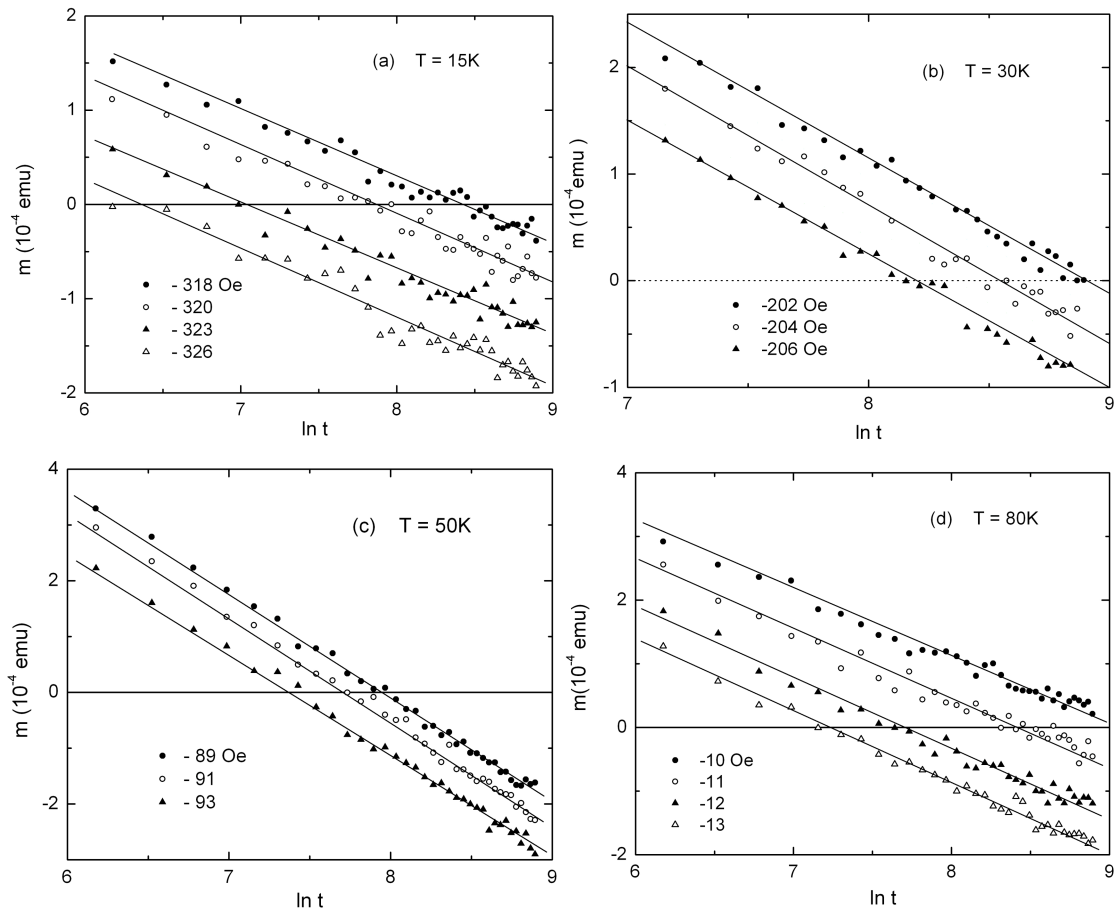 (a) T = 15K
2
1
0
-1
-2
m (10⁻⁴ emu)
- 318 Oe
- 320
- 323
- 326
6 7 8 9
ln t
(b) T = 30K
2
1
0
-1
m (10⁻⁴ emu )
-202 Oe
-204 Oe
-206 Oe
7 8 9
ln t
(c) T = 50K
4
2
0
-2
m (10⁻⁴ emu)
- 89 Oe
- 91
- 93
6 7 8 9
ln t
(d) T = 80K
4
2
0
-2
m(10⁻⁴ emu)
-10 Oe
-11
-12
-13
6 7 8 9
ln t